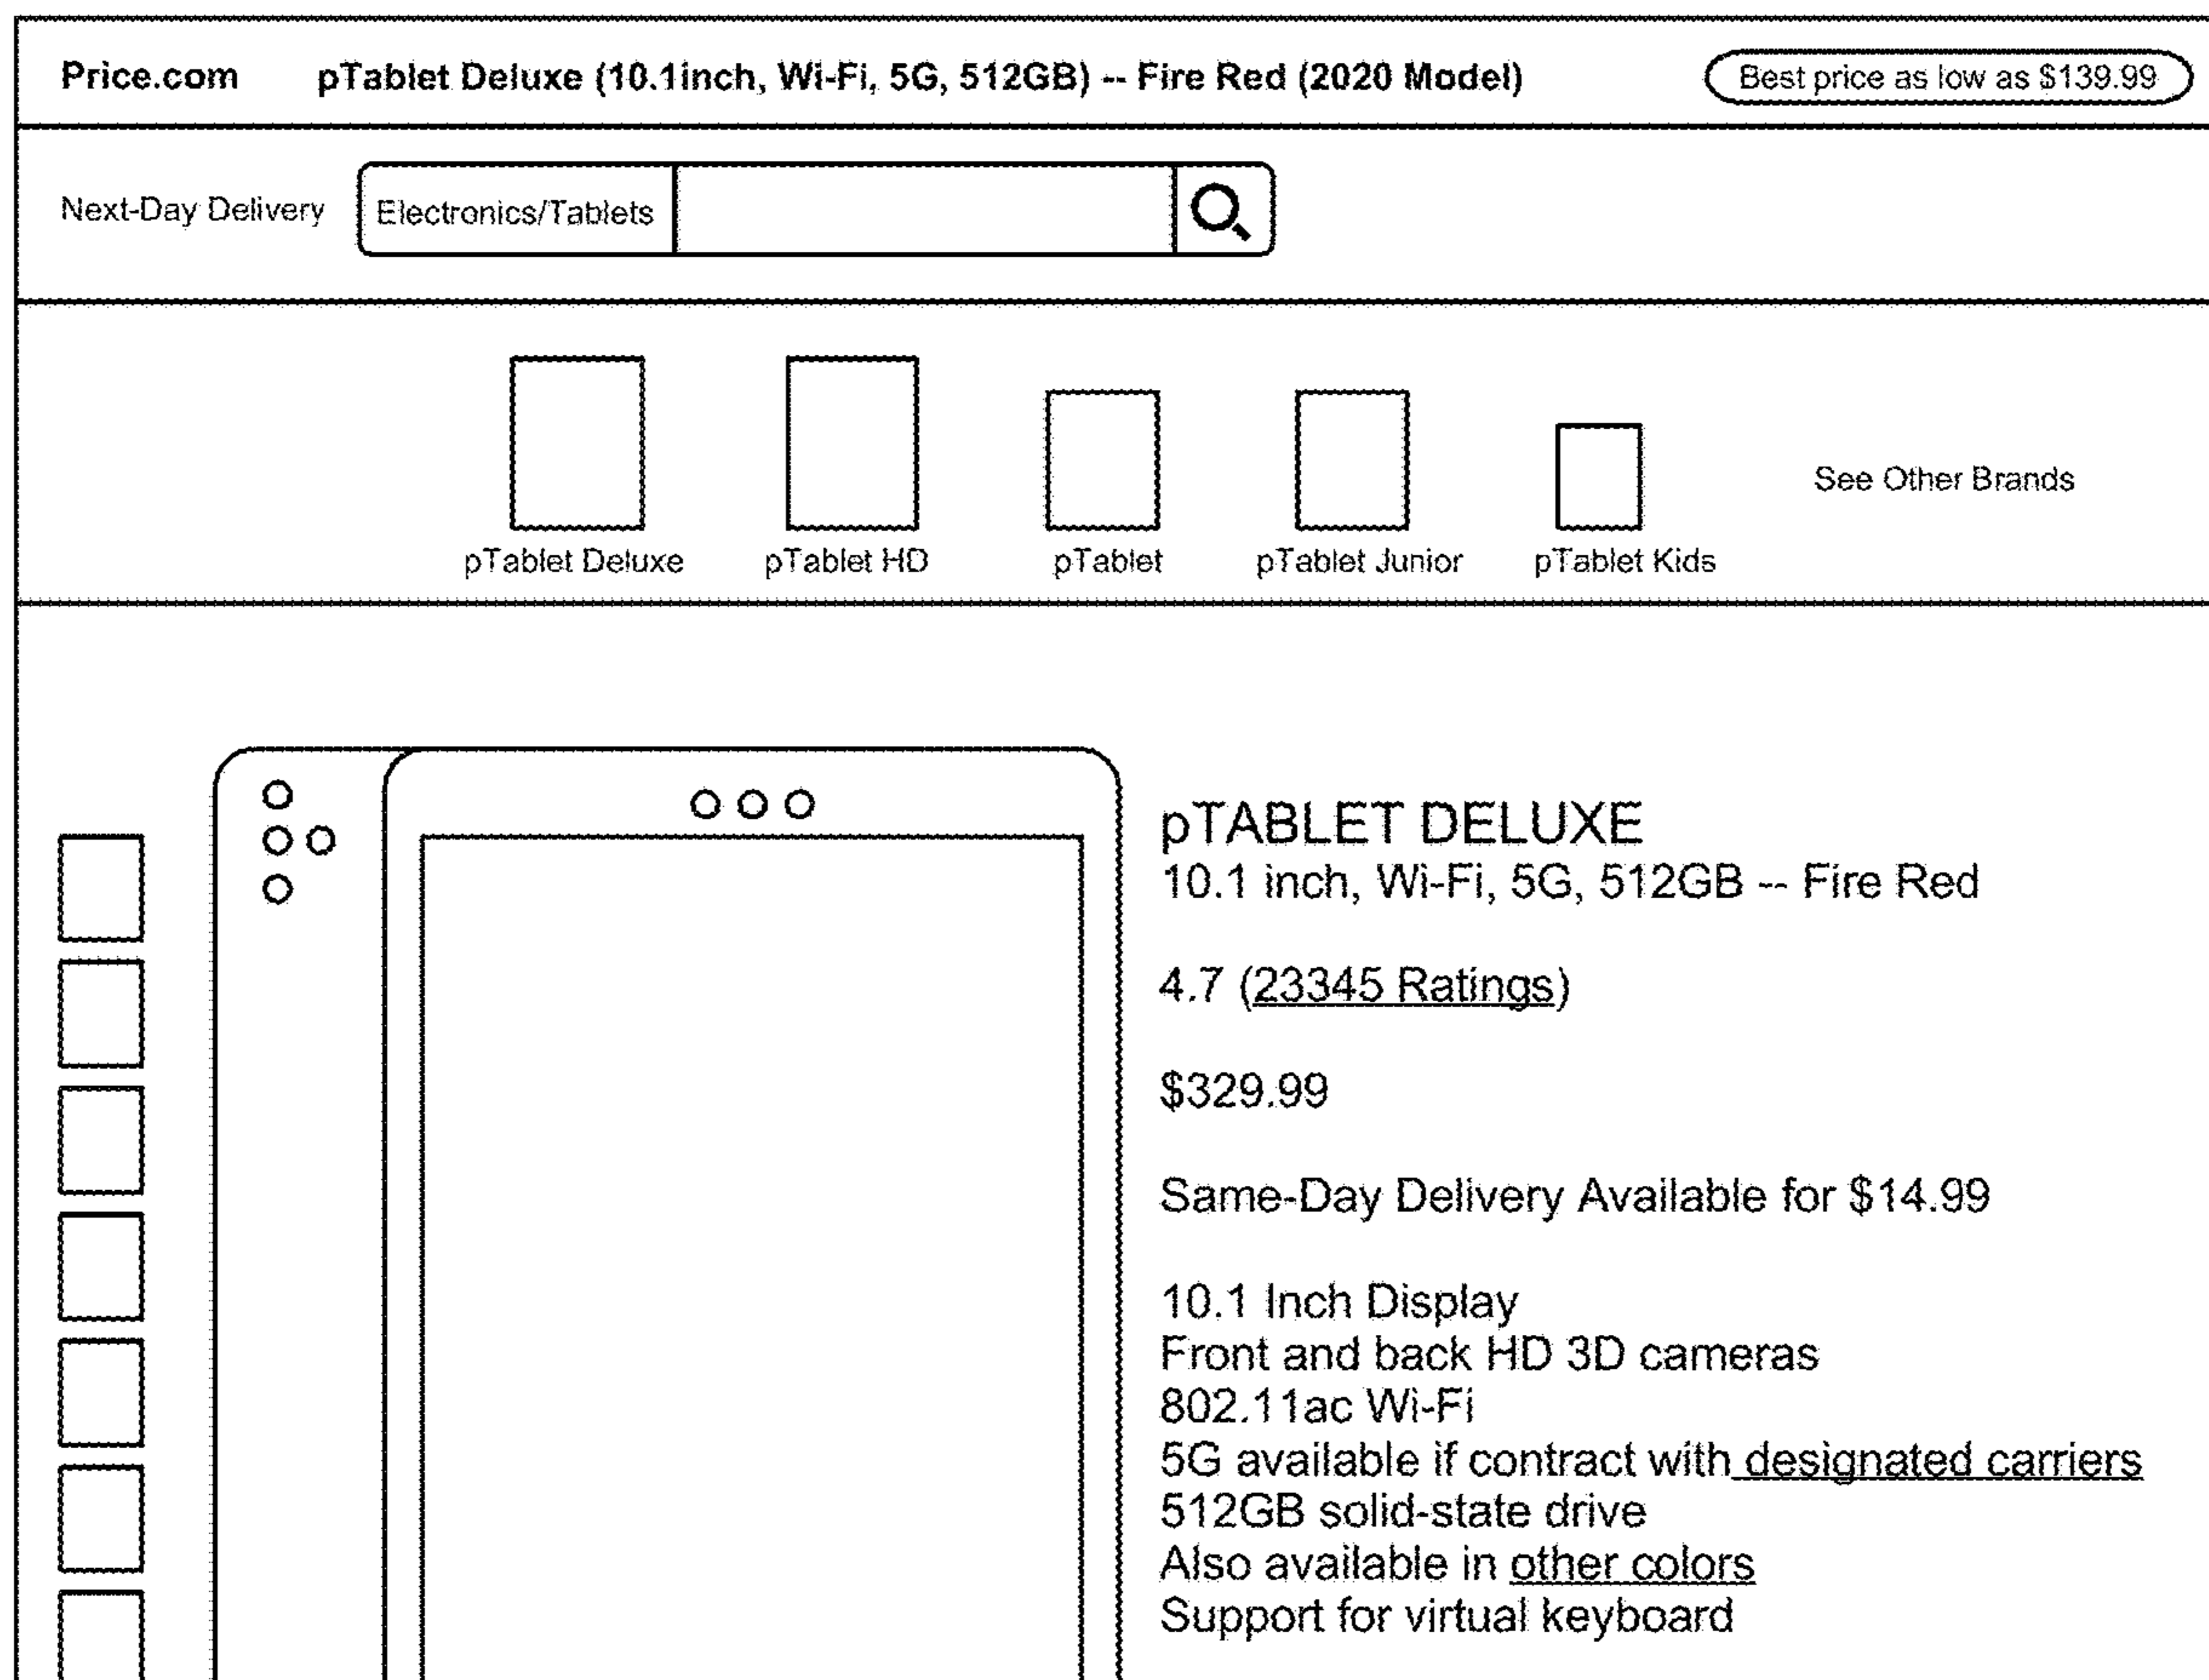 Price.com pTablet Deluxe (10.1inch, Wi-Fi, 5G, 512GB) -- Fire Red (2020 Model) Best price as low as $139.99
Next-Day Delivery Electronics/Tablets
See Other Brands
pTablet Deluxe pTablet HD pTablet pTablet Junior pTablet Kids
pTABLET DELUXE
10.1 inch, Wi-Fi, 5G, 512GB -- Fire Red
4.7 (23345 Ratings)
$329.99
Same-Day Delivery Available for $14.99
10.1 Inch Display
Front and back HD 3D cameras
802.11ac Wi-Fi
5G available if contract with designated carriers
512GB solid-state drive
Also available in other colors
Support for virtual keyboard